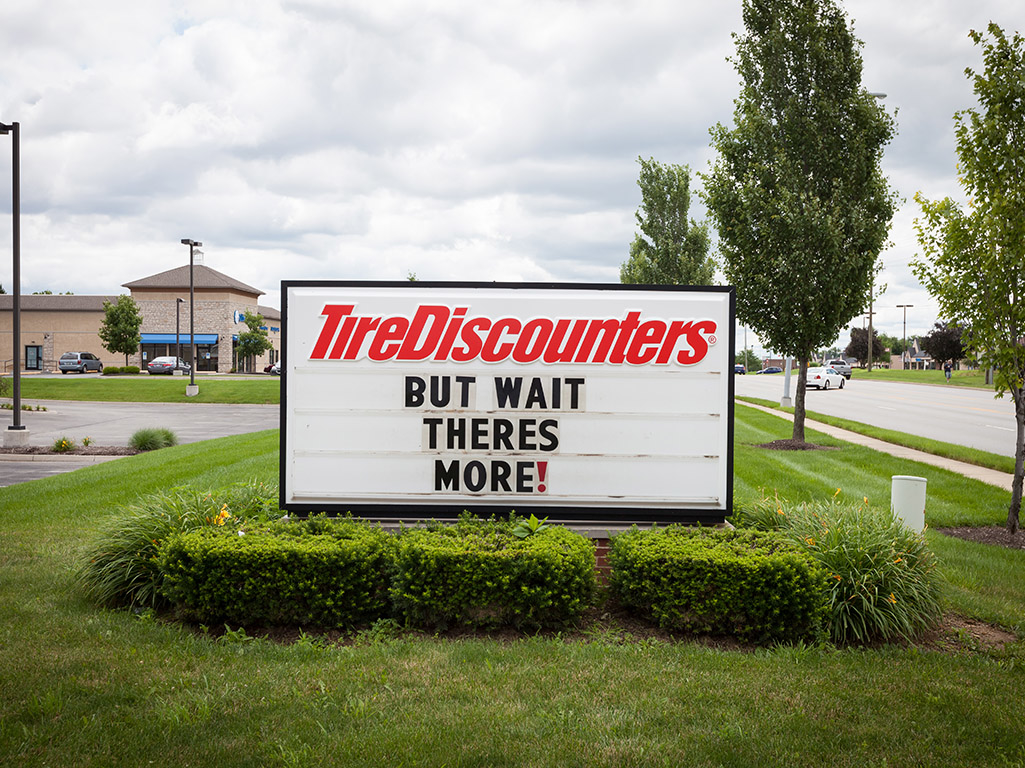 TireDiscounters®
BUT WAIT
THERES
MORE!